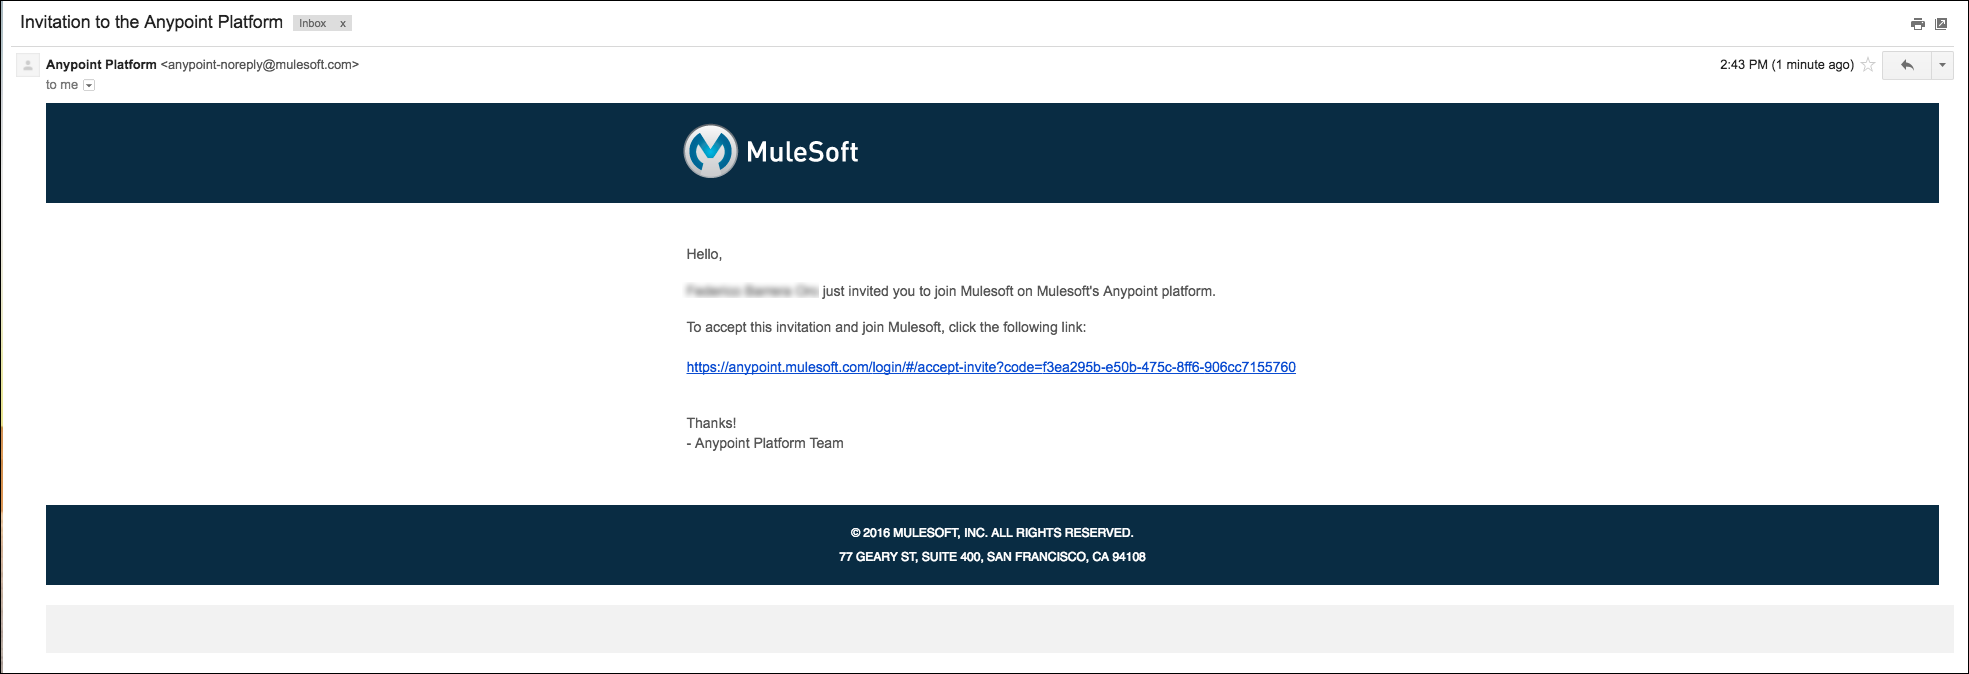 Invitation to the Anypoint Platform Inbox x
Anypoint Platform <anypoint-noreply@mulesoft.com>
2:43 PM (1 minute ago)
to me
MuleSoft
Hello,
just invited you to join Mulesoft on Mulesoft's Anypoint platform.
To accept this invitation and join Mulesoft, click the following link:
https://anypoint.mulesoft.com/login/#/accept-invite?code=f3ea295b-e50b-475c-8ff6-906cc7155760
Thanks!
- Anypoint Platform Team
© 2016 MULESOFT, INC. ALL RIGHTS RESERVED.
77 GEARY ST, SUITE 400, SAN FRANCISCO, CA 94108